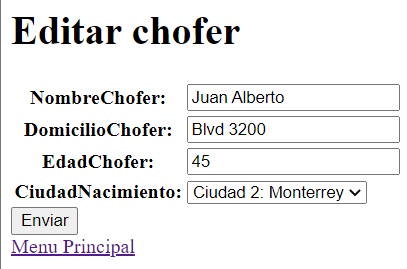 Editar chofer
NombreChofer: Juan Alberto
DomicilioChofer: Blvd 3200
EdadChofer: 45
CiudadNacimiento: Ciudad 2: Monterrey
Enviar
Menu Principal